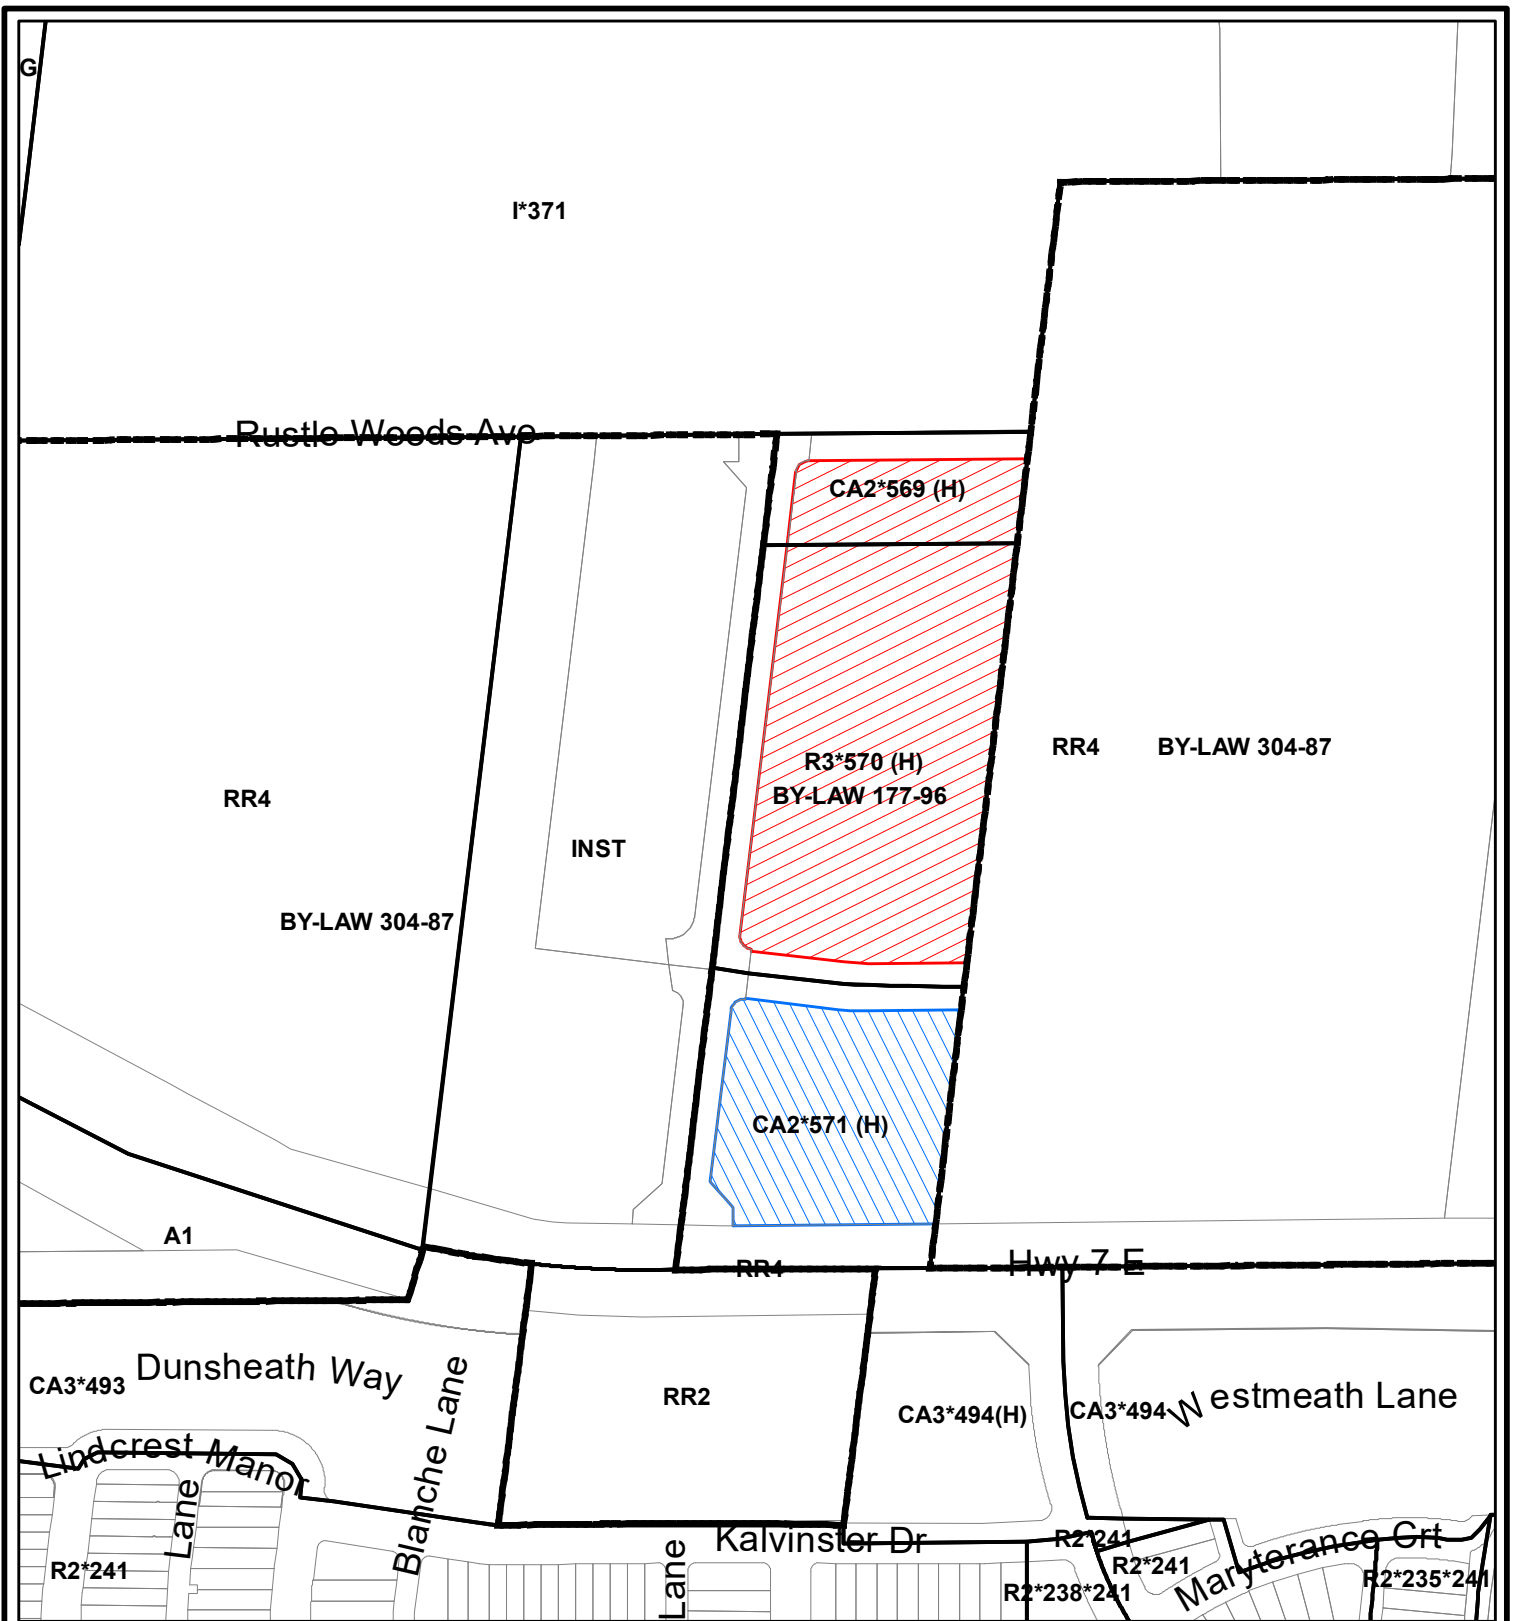 G
I*371
Rustle Woods Ave
CA2*569 (H)
R3*570 (H)
BY-LAW 177-96
RR4
BY-LAW 304-87
RR4
INST
BY-LAW 304-87
CA2*571 (H)
A1
RR4
Hwy 7 E
Dunsheath Way
CA3*493
Blanche Lane
RR2
CA3*494(H)
CA3*494
Westmeath Lane
Lindcrest Manor
Lane
R2*241
Lane
Kalvinster Dr
R2*241
R2*241
R2*238*241
Maryterance Crt
R2*235*241